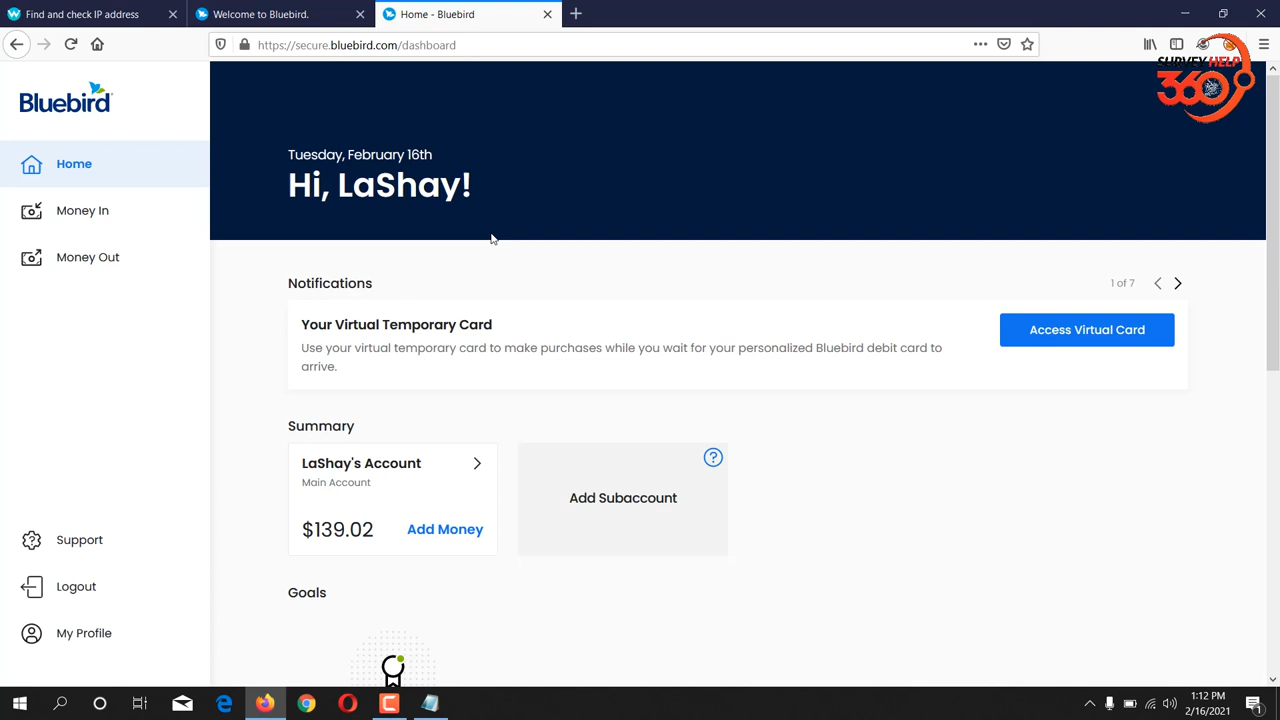 Find and check IP address
Welcome to Bluebird.
Home - Bluebird
https://secure.bluebird.com/dashboard
SURVEY HELP
360
Bluebird
Home
Money In
Money Out
Support
Logout
My Profile
Tuesday, February 16th
Hi, LaShay!
Notifications
1 of 7
Your Virtual Temporary Card
Use your virtual temporary card to make purchases while you wait for your personalized Bluebird debit card to
arrive.
Access Virtual Card
Summary
LaShay's Account
Main Account
$139.02
Add Money
?
Add Subaccount
Goals
1:12 PM
2/16/2021
1